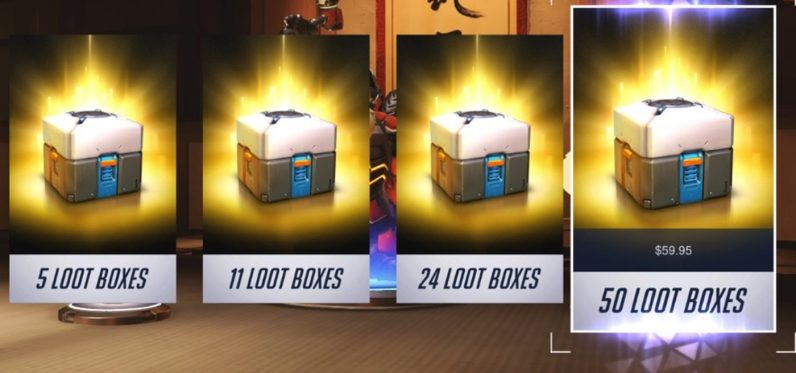 5 LOOT BOXES
11 LOOT BOXES
24 LOOT BOXES
$59.95
50 LOOT BOXES